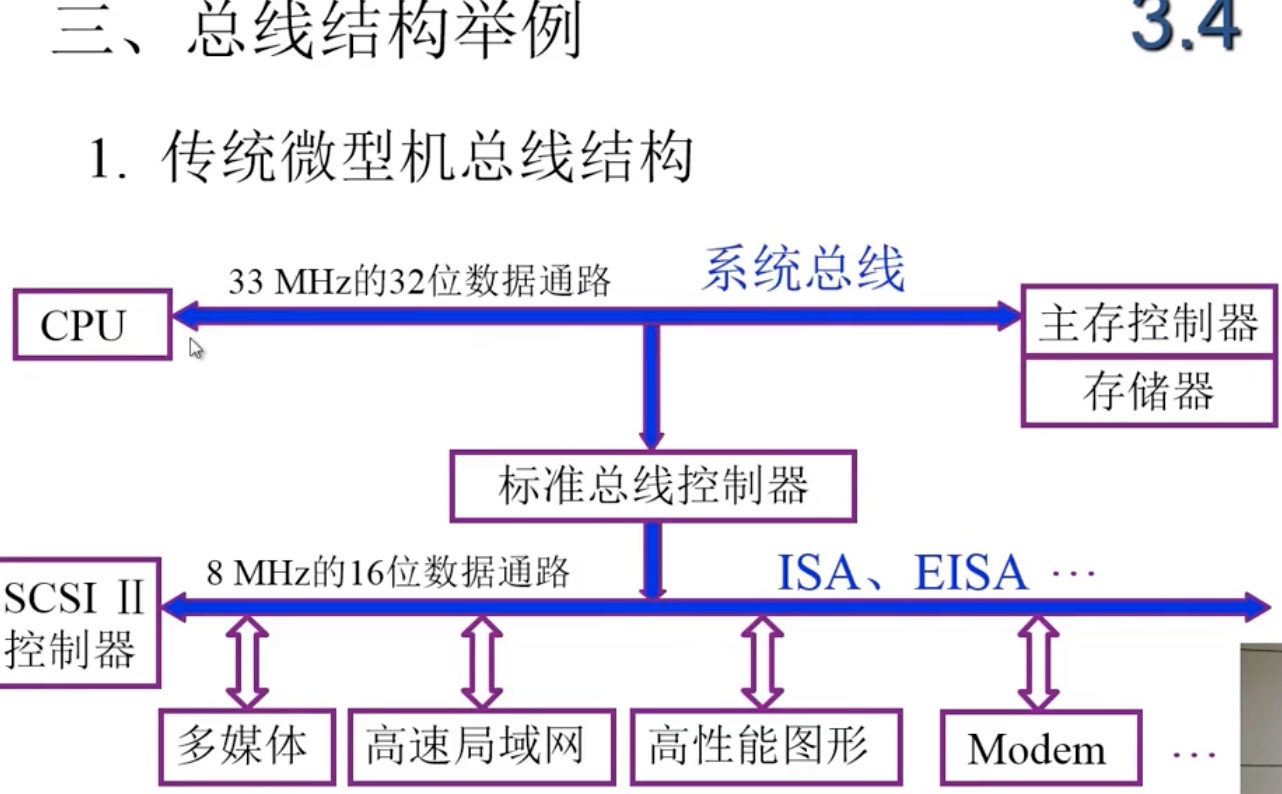 三、总线结构举例
3.4
1. 传统微型机总线结构
33 MHz的32位数据通路
系统总线
CPU
主存控制器
存储器
标准总线控制器
8 MHz的16位数据通路
ISA、EISA …
SCSI Ⅱ
控制器
多媒体
高速局域网
高性能图形
Modem
…